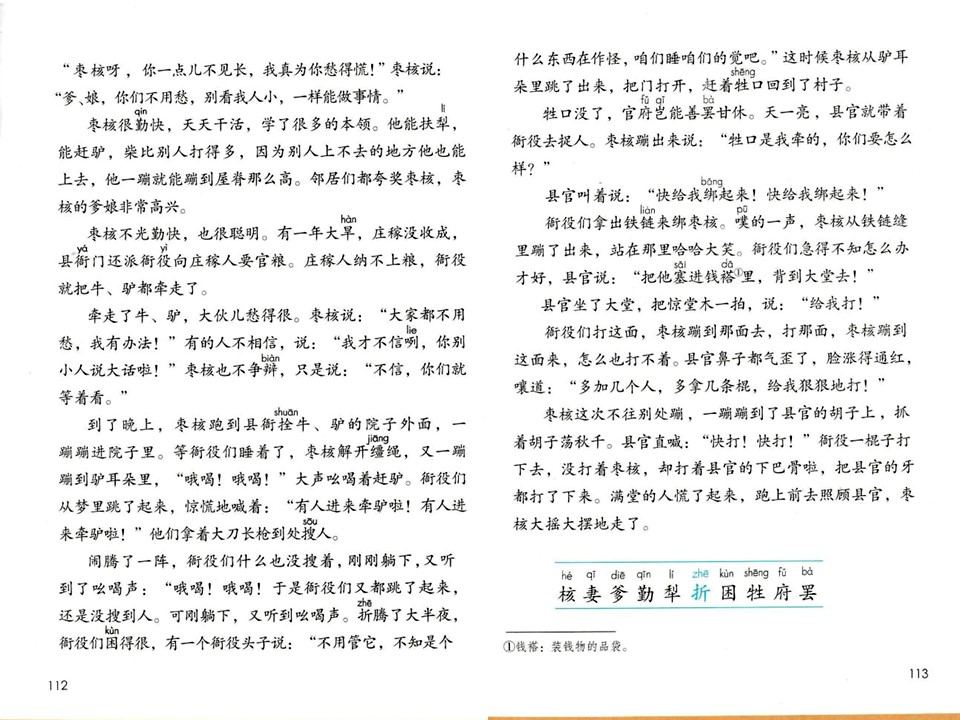 “枣核呀，你一点儿不见长，我真为你愁得慌！”枣核说：
“爹、娘，你们不用愁，别看我人小，一样能做事情。”
qín lí
枣核很勤快，天天干活，学了很多的本领。他能扶犁，
能赶驴，柴比别人打得多，因为别人上不去的地方他也能
上去，他一蹦就能蹦到屋脊那么高。邻居们都夸奖枣核，枣
核的爹娘非常高兴。
hàn
枣核不光勤快，也很聪明。有一年大旱，庄稼没收成，
yá yì
县衙门还派衙役向庄稼人要官粮。庄稼人纳不上粮，衙役
就把牛、驴都牵走了。
牵走了牛、驴，大伙儿愁得很。枣核说：“大家都不用
lie
愁，我有办法！”有的人不相信，说：“我才不信咧，你别
biàn
小人说大话啦！”枣核也不争辩，只是说：“不信，你们就
等着看。”
shuān
到了晚上，枣核跑到县衙拴牛、驴的院子外面，一
jiāng
蹦蹦进院子里。等衙役们睡着了，枣核解开缰绳，又一蹦
蹦到驴耳朵里，“哦喝！哦喝！”大声吆喝着赶驴。衙役们
从梦里跳了起来，惊慌地喊着：“有人进来牵驴啦！有人进
sōu
来牵驴啦！”他们拿着大刀长枪到处搜人。
闹腾了一阵，衙役们什么也没搜着，刚刚躺下，又听
到了吆喝声：“哦喝！哦喝！于是衙役们又都跳了起来，
zhē
还是没搜到人。可刚躺下，又听到吆喝声。折腾了大半夜，
kùn
衙役们困得很，有一个衙役头子说：“不用管它，不知是个
112
什么东西在作怪，咱们睡咱们的觉吧。”这时候枣核从驴耳
shēng
朵里跳了出来，把门打开，赶着牲口回到了村子。
fǔ qǐ bà
牲口没了，官府岂能善罢甘休。天一亮，县官就带着
衙役去捉人。枣核蹦出来说：“牲口是我牵的，你们要怎么
样？”
bǎng
县官叫着说：“快给我绑起来！快给我绑起来！”
liàn pū
衙役们拿出铁链来绑枣核。噗的一声，枣核从铁链缝
里蹦了出来，站在那里哈哈大笑。衙役们急得不知怎么办
sāi dā
才好，县官说：“把他塞进钱褡①里，背到大堂去！”
县官坐了大堂，把惊堂木一拍，说：“给我打！”
衙役们打这面，枣核蹦到那面去，打那面，枣核蹦到
这面来，怎么也打不着。县官鼻子都气歪了，脸涨得通红，
嚷道：“多加几个人，多拿几条棍，给我狠狠地打！”
枣核这次不往别处蹦，一蹦蹦到了县官的胡子上，抓
着胡子荡秋千。县官直喊：“快打！快打！”衙役一棍子打
下去，没打着枣核，却打着县官的下巴骨啦，把县官的牙
都打了下来。满堂的人慌了起来，跑上前去照顾县官，枣
核大摇大摆地走了。
hé qī diē qín lí zhē kùn shēng fǔ bà
核 妻 爹 勤 犁 折 困 牲 府 罢
①钱褡：装钱物的品袋。
113